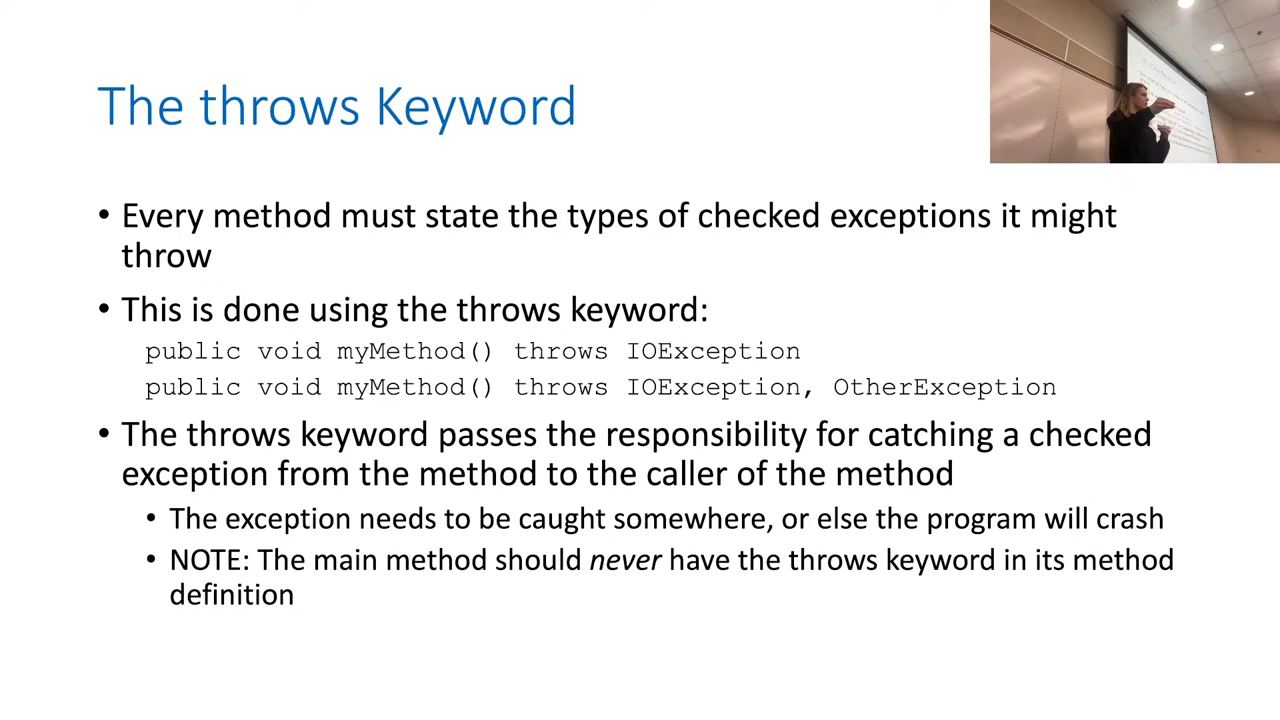 The throws Keyword
• Every method must state the types of checked exceptions it might
throw
• This is done using the throws keyword:
public void myMethod() throws IOException
public void myMethod() throws IOException, OtherException
• The throws keyword passes the responsibility for catching a checked
exception from the method to the caller of the method
• The exception needs to be caught somewhere, or else the program will crash
• NOTE: The main method should never have the throws keyword in its method
definition